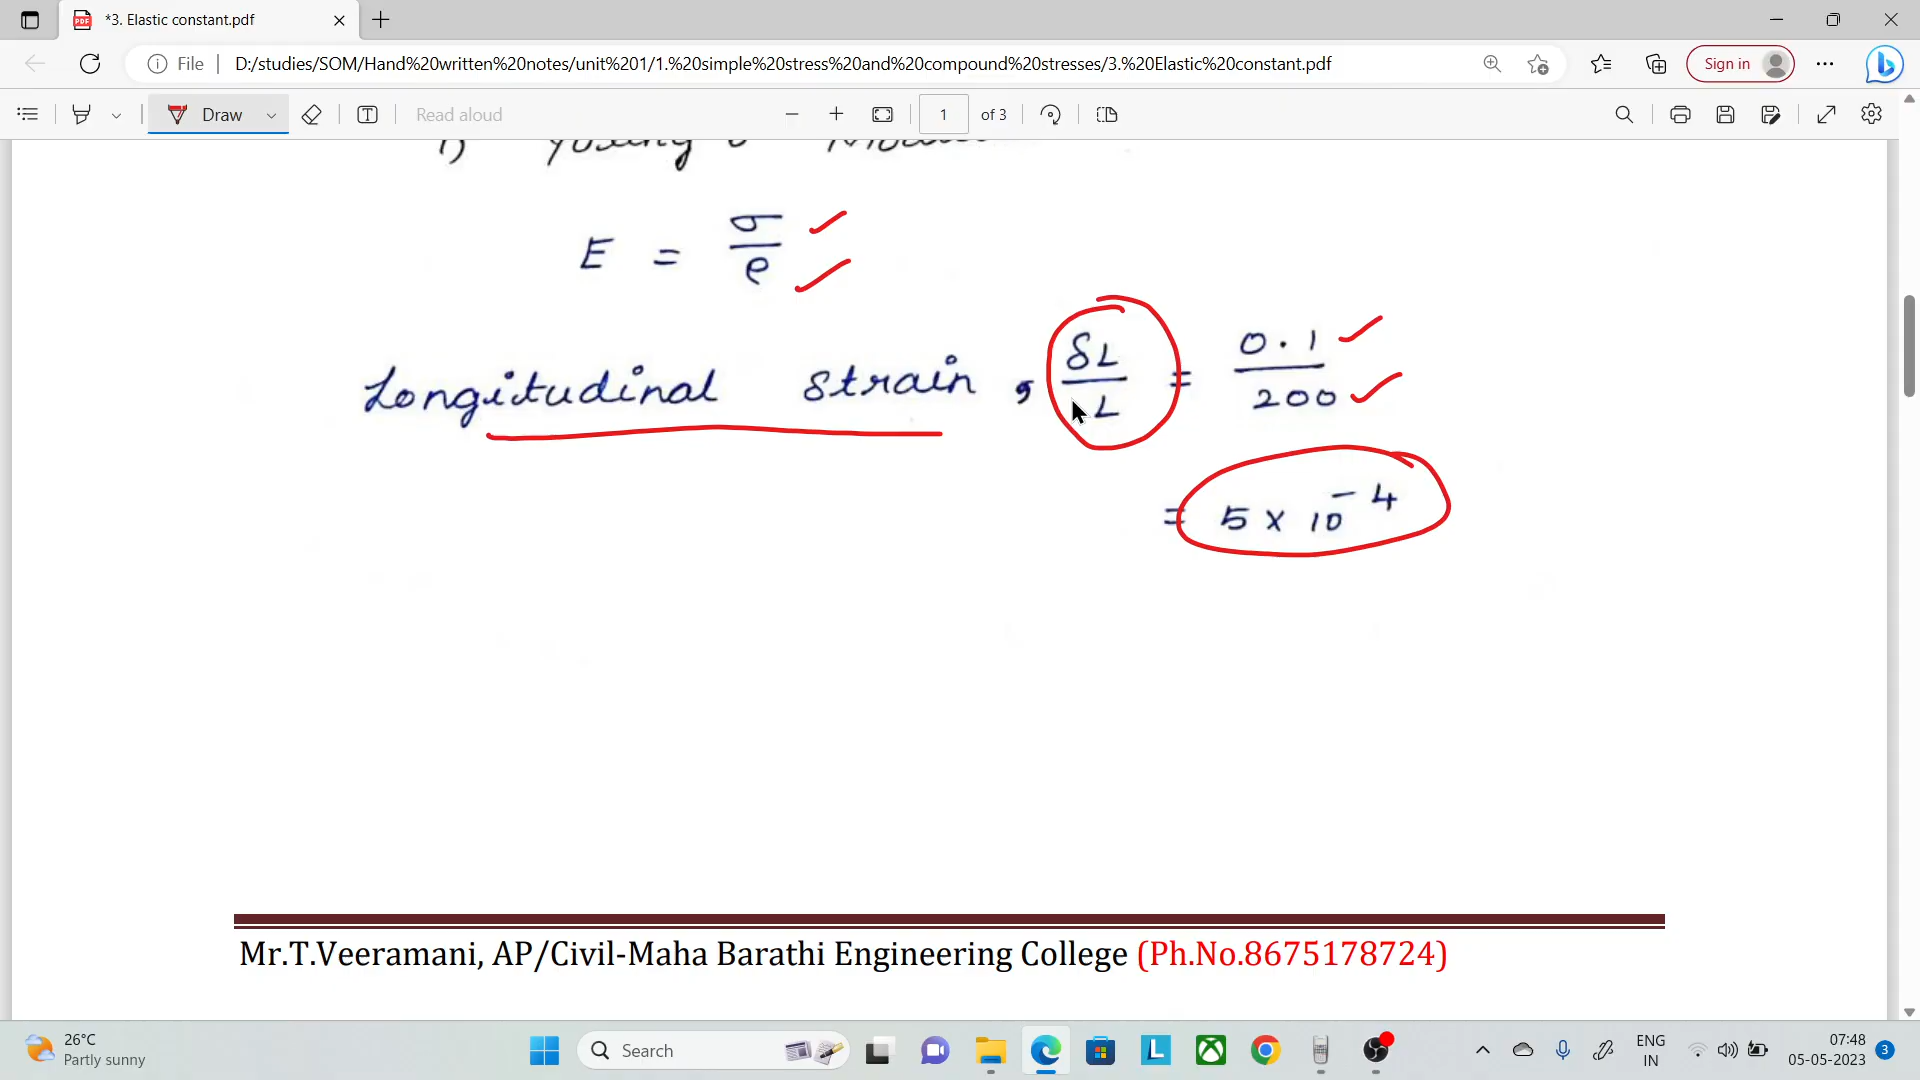 *3. Elastic constant.pdf
File
D:/studies/SOM/Hand%20written%20notes/unit%201/1.%20simple%20stress%20and%20compound%20stresses/3.%20Elastic%20constant.pdf
Sign in
Draw
Read aloud
1 of 3
E = σ/e
Longitudinal strain, δL/L = 0.1/200
= 5 x 10⁻⁴
Mr.T.Veeramani, AP/Civil-Maha Barathi Engineering College (Ph.No.8675178724)
26°C
Partly sunny
Search
ENG
IN
07:48
05-05-2023
3